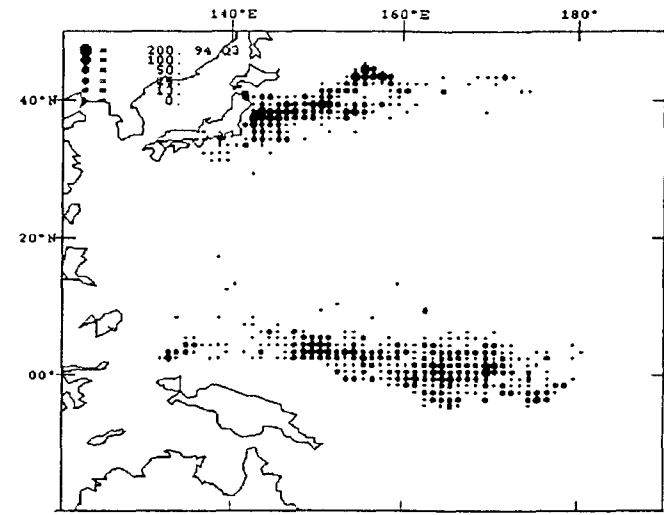 140°E 160°E 180°
= 200. 94 Q3
= 100.
= 50.
=
=
0.
40°N
20°N
00°